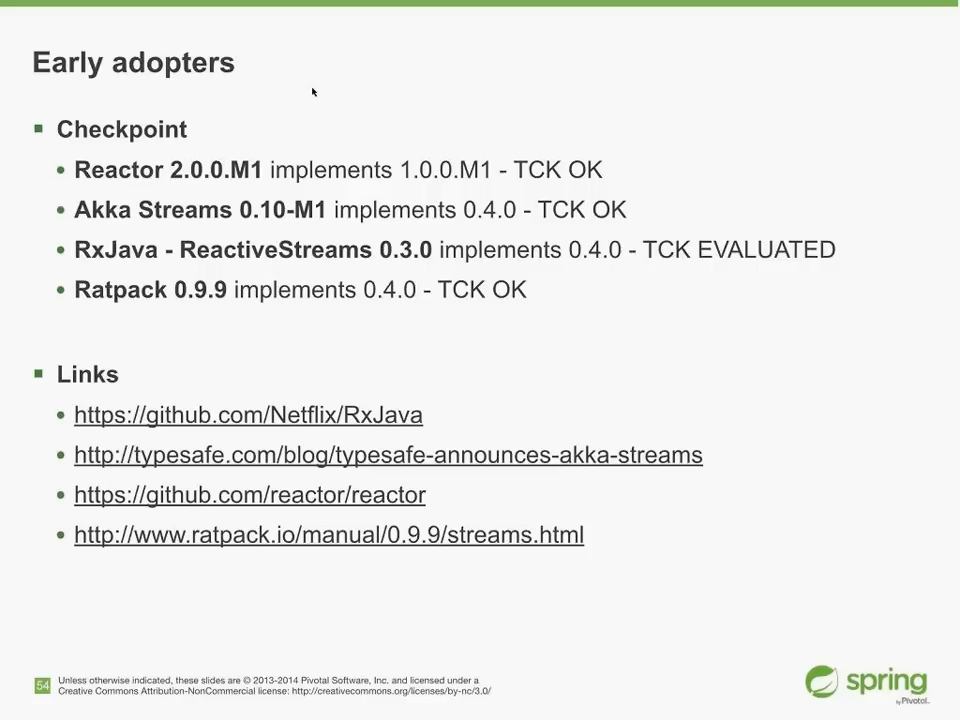 Early adopters
Checkpoint
Reactor 2.0.0.M1 implements 1.0.0.M1 - TCK OK
Akka Streams 0.10-M1 implements 0.4.0 - TCK OK
RxJava - ReactiveStreams 0.3.0 implements 0.4.0 - TCK EVALUATED
Ratpack 0.9.9 implements 0.4.0 - TCK OK
Links
https://github.com/Netflix/RxJava
http://typesafe.com/blog/typesafe-announces-akka-streams
https://github.com/reactor/reactor
http://www.ratpack.io/manual/0.9.9/streams.html
54
Unless otherwise indicated, these slides are © 2013-2014 Pivotal Software, Inc. and licensed under a
Creative Commons Attribution-NonCommercial license: http://creativecommons.org/licenses/by-nc/3.0/
spring
by Pivotal™